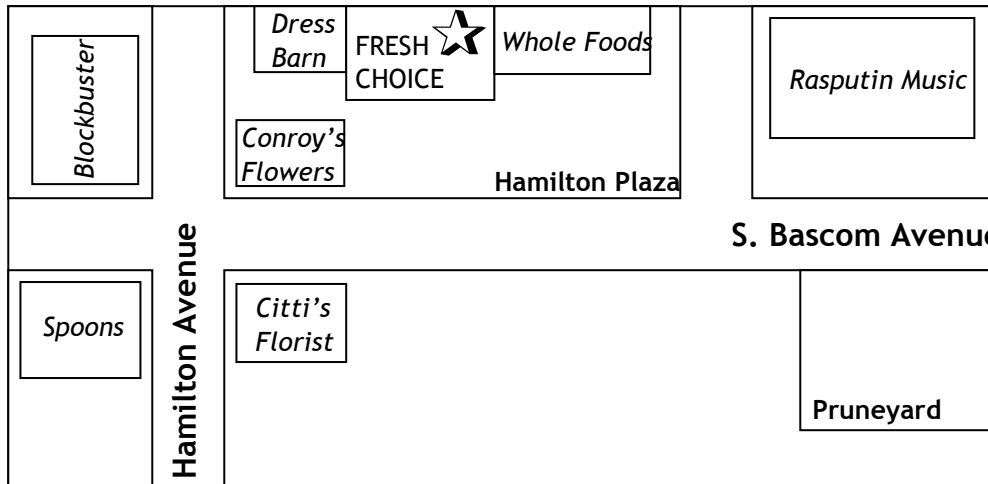 Dress
Barn
FRESH
CHOICE
Whole Foods
Blockbuster
Rasputin Music
Conroy's
Flowers
Hamilton Plaza
S. Bascom Avenue
Hamilton Avenue
Spoons
Citti's
Florist
Pruneyard